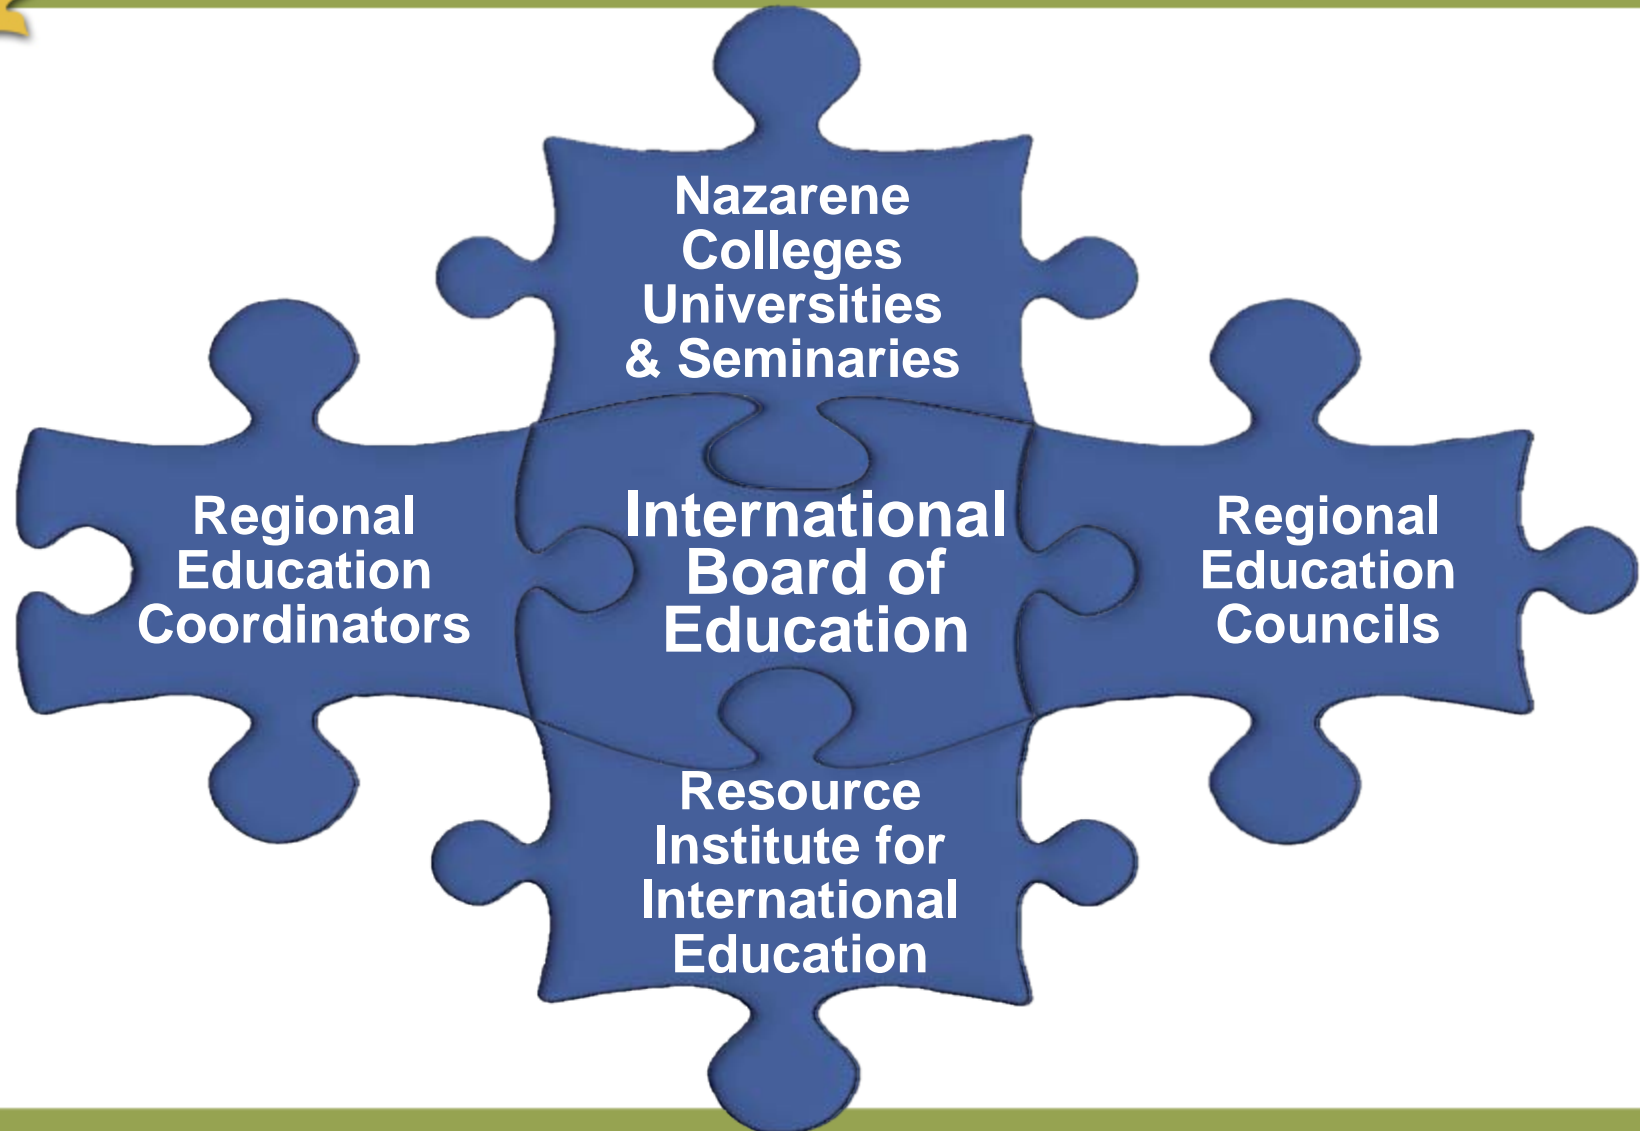 Nazarene
Colleges
Universities
& Seminaries
Regional
Education
Coordinators
International
Board of
Education
Regional
Education
Councils
Resource
Institute for
International
Education